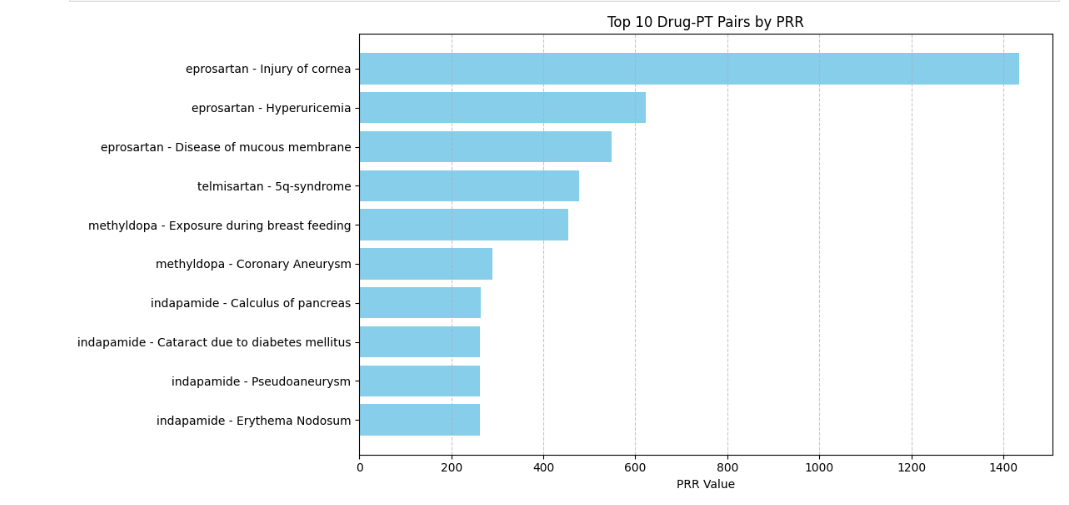 Top 10 Drug-PT Pairs by PRR
eprosartan - Injury of cornea
eprosartan - Hyperuricemia
eprosartan - Disease of mucous membrane
telmisartan - 5q-syndrome
methyldopa - Exposure during breast feeding
methyldopa - Coronary Aneurysm
indapamide - Calculus of pancreas
indapamide - Cataract due to diabetes mellitus
indapamide - Pseudoaneurysm
indapamide - Erythema Nodosum
0 200 400 600 800 1000 1200 1400
PRR Value